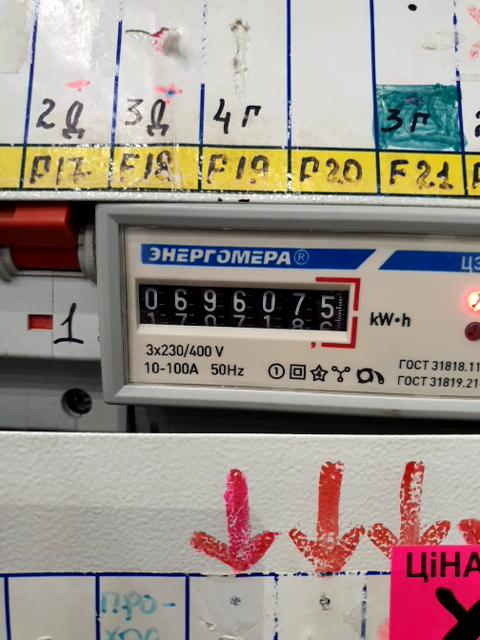 2Д 3Д 4Г 3Г
F17 F18 F19 F20 F21
ЭНЕРГОМЕРА®
0696075
kW•h
1
3x230/400 V
10-100A 50Hz
ГОСТ 31818.11
ГОСТ 31819.21
ЦІНА
ПРО-